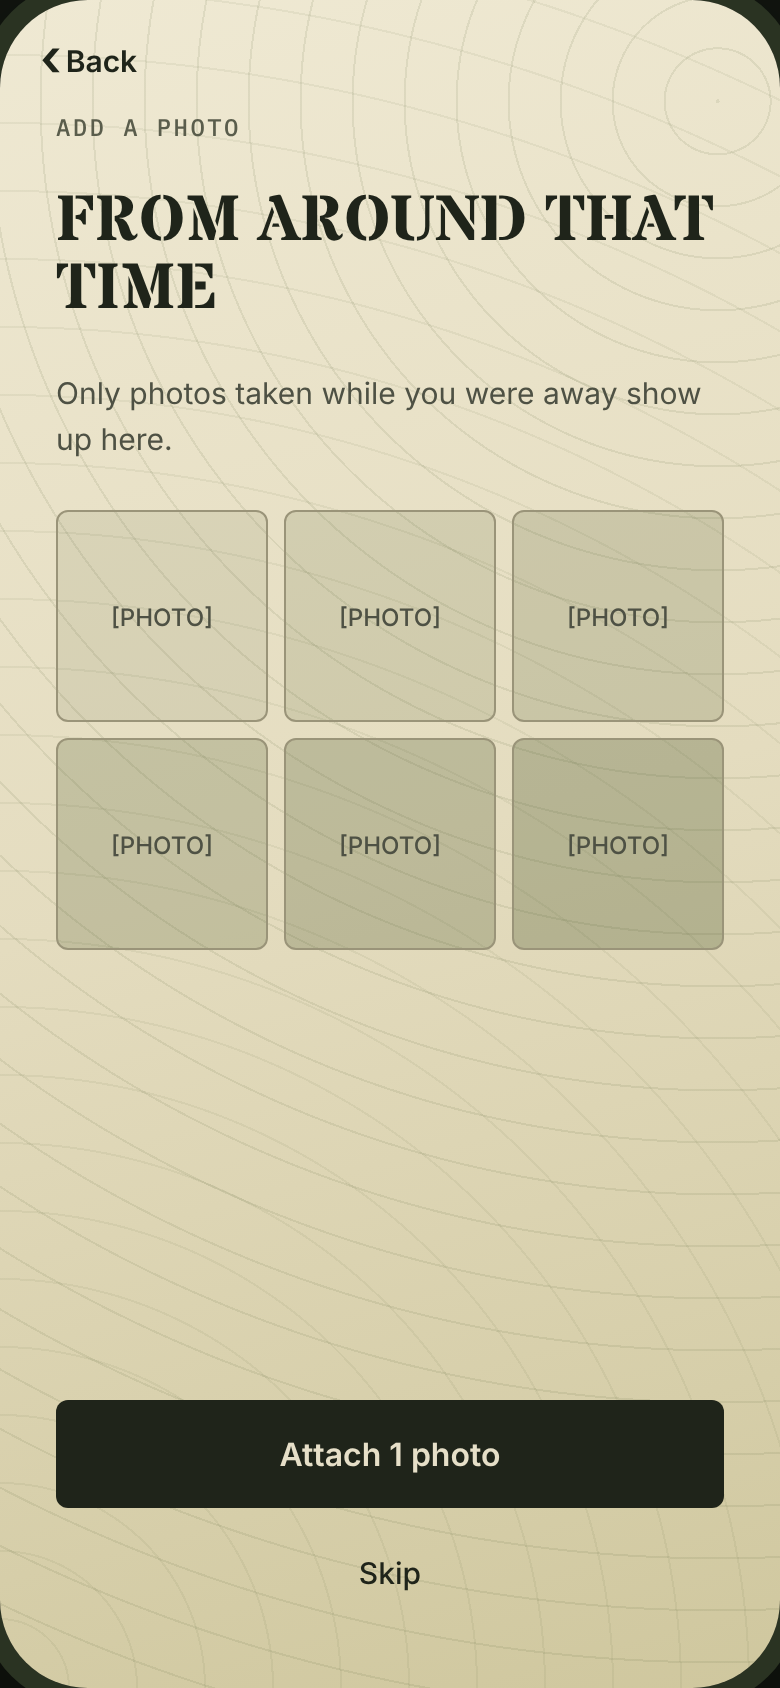 Back
ADD A PHOTO
FROM AROUND THAT
TIME
Only photos taken while you were away show
up here.
[PHOTO] [PHOTO] [PHOTO]
[PHOTO] [PHOTO] [PHOTO]
Attach 1 photo
Skip